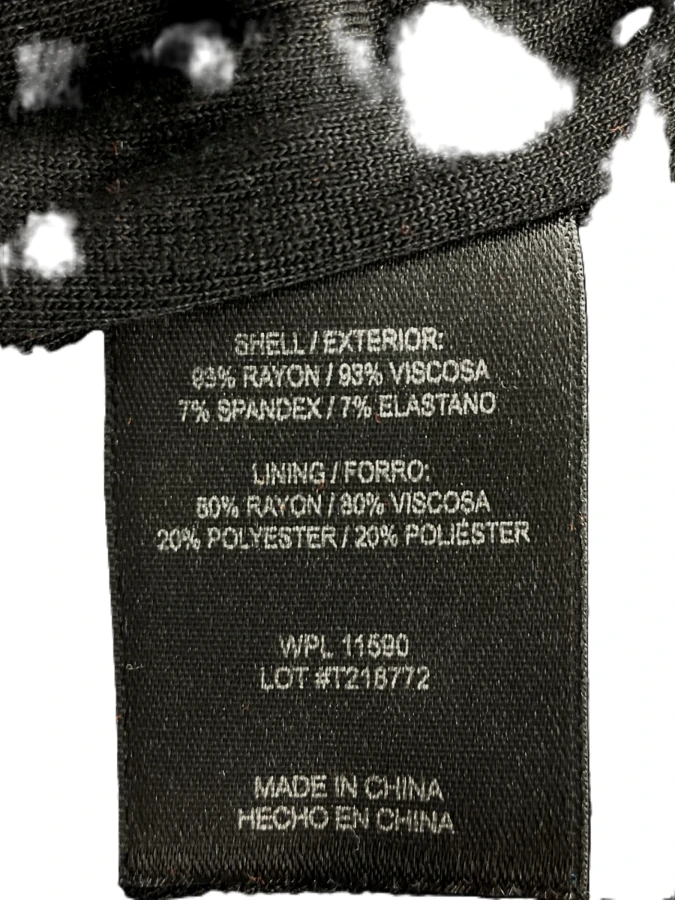 SHELL / EXTERIOR:
93% RAYON / 93% VISCOSA
7% SPANDEX / 7% ELASTANO
LINING / FORRO:
80% RAYON / 80% VISCOSA
20% POLYESTER / 20% POLIÉSTER
WPL 11590
LOT #T218772
MADE IN CHINA
HECHO EN CHINA